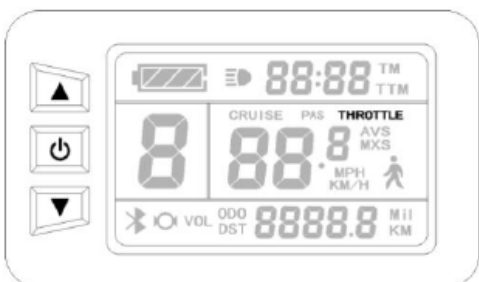 88:88 TM
TTM
CRUISE PAS THROTTLE
8 88.8 AVS
MXS
MPH
KM/H
VOL ODO
DST 8888.8 Mil
KM